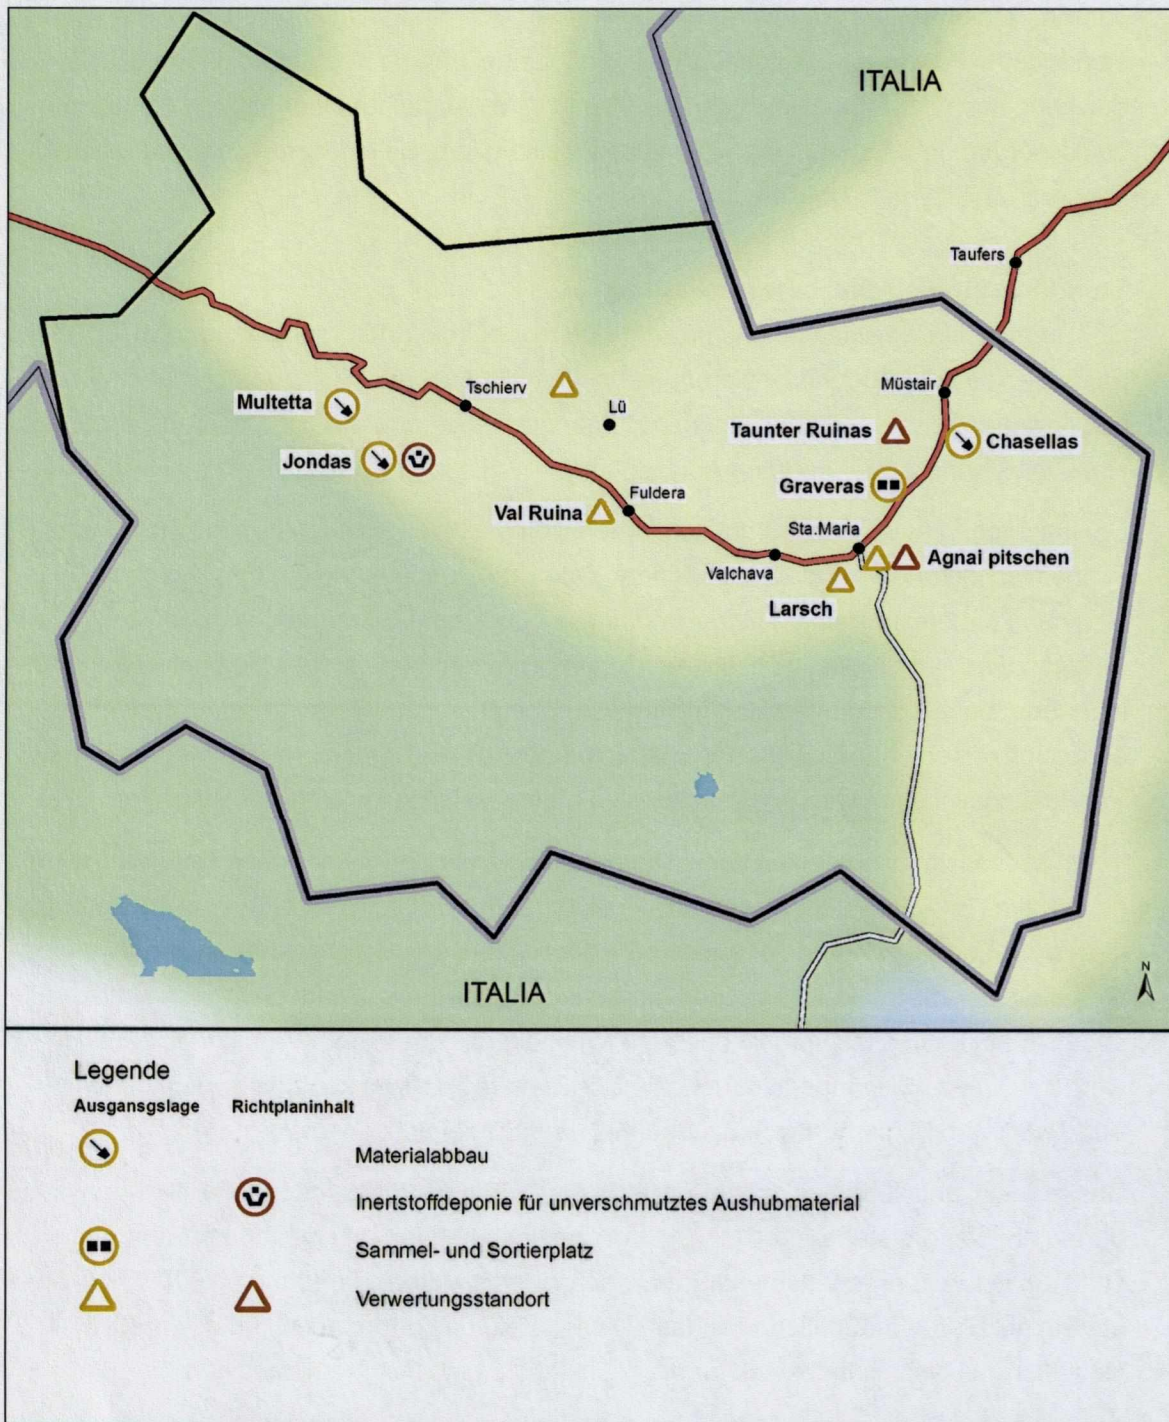 ITALIA
Taufers
Müstair
Tschierv
Multetta
Lü
Taunter Ruinas
Chasellas
Jondas
Graveras
Fuldera
Val Ruina
Sta.Maria
Agnai pitschen
Valchava
Larsch
ITALIA
N
Legende
Ausgansgslage Richtplaninhalt
Materialabbau
Inertstoffdeponie für unverschmutztes Aushubmaterial
Sammel- und Sortierplatz
Verwertungsstandort